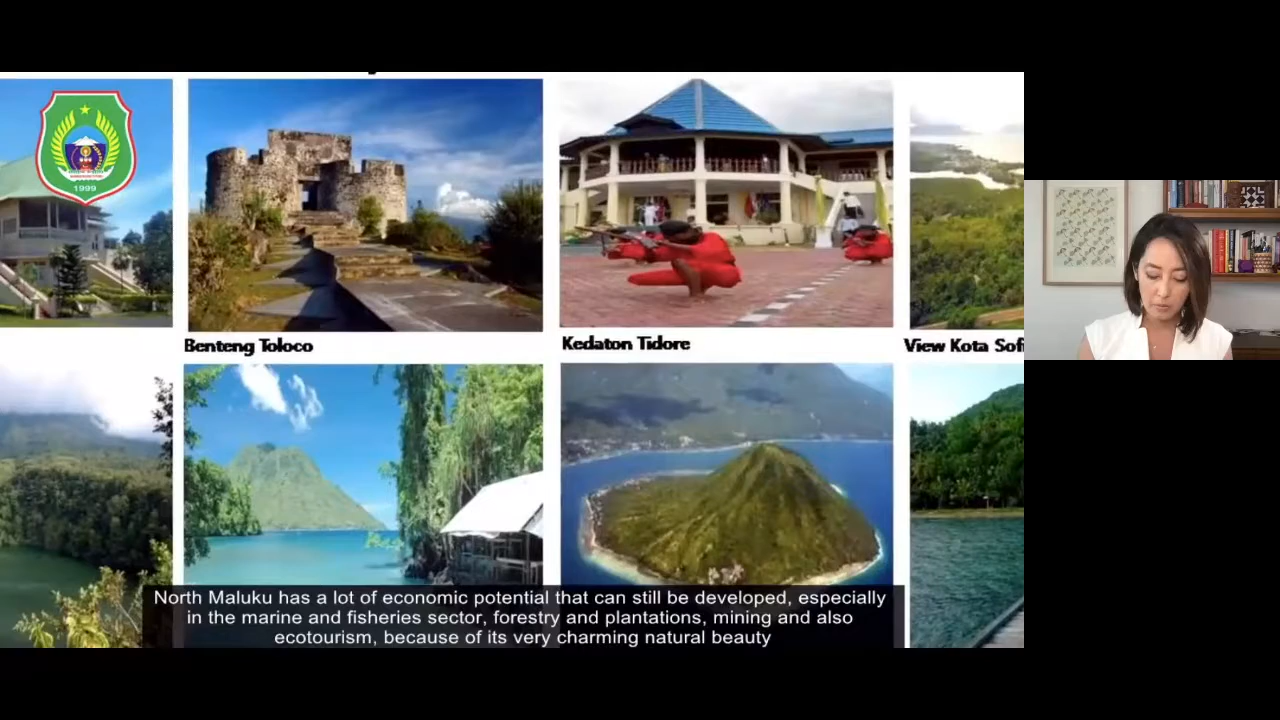 1999
Benteng Toloco
Kedaton Tidore
View Kota Sofi
North Maluku has a lot of economic potential that can still be developed, especially
in the marine and fisheries sector, forestry and plantations, mining and also
ecotourism, because of its very charming natural beauty